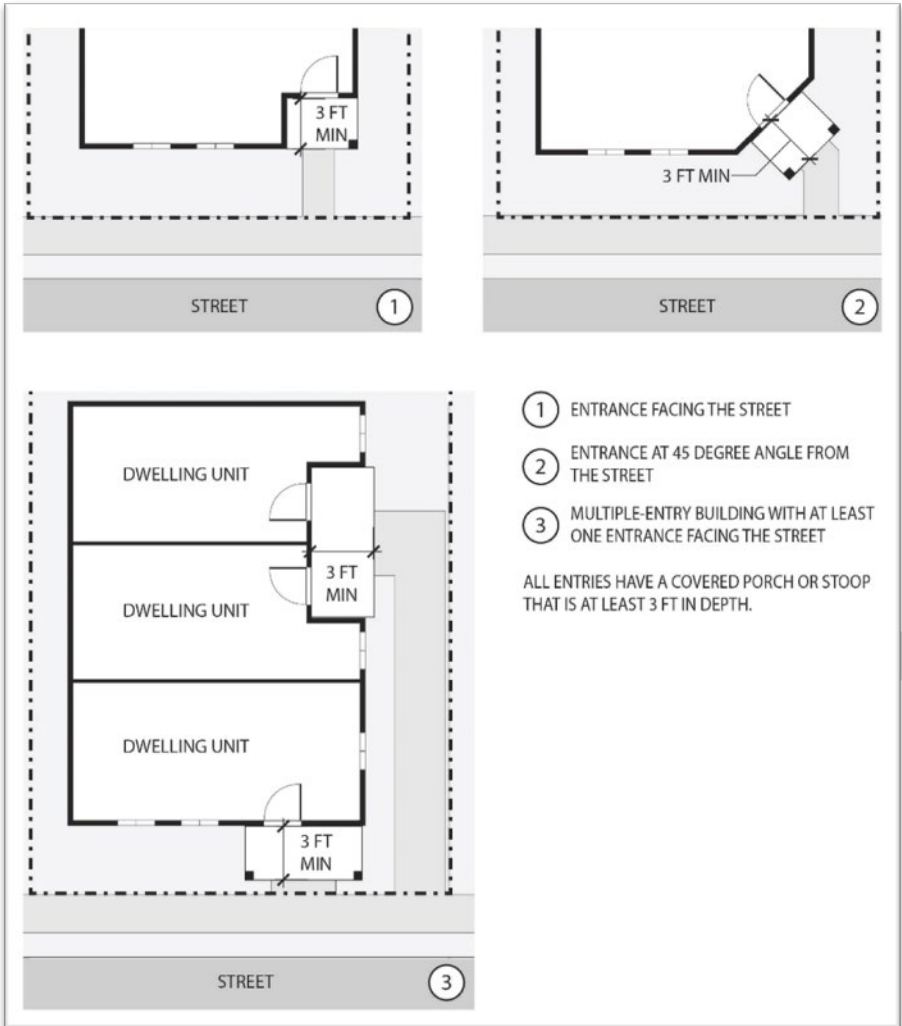 3 FT
MIN
STREET
1
3 FT MIN
STREET
2
DWELLING UNIT
DWELLING UNIT
3 FT
MIN
DWELLING UNIT
3 FT
MIN
STREET
3
1 ENTRANCE FACING THE STREET
2 ENTRANCE AT 45 DEGREE ANGLE FROM
THE STREET
3 MULTIPLE-ENTRY BUILDING WITH AT LEAST
ONE ENTRANCE FACING THE STREET
ALL ENTRIES HAVE A COVERED PORCH OR STOOP
THAT IS AT LEAST 3 FT IN DEPTH.